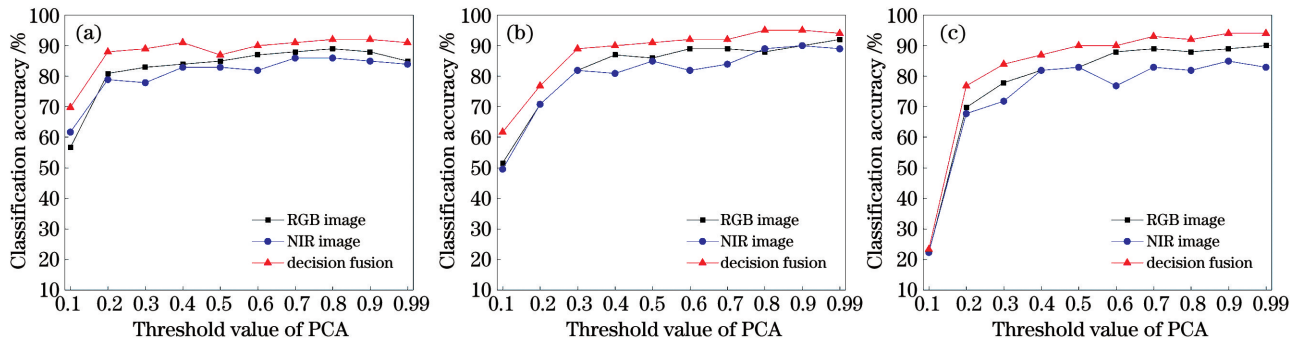 (a)
Classification accuracy /%
100
90
80
70
60
50
40
30
20
10
RGB image
NIR image
decision fusion
0.1 0.2 0.3 0.4 0.5 0.6 0.7 0.8 0.9 0.99
Threshold value of PCA
(b)
Classification accuracy /%
100
90
80
70
60
50
40
30
20
10
RGB image
NIR image
decision fusion
0.1 0.2 0.3 0.4 0.5 0.6 0.7 0.8 0.9 0.99
Threshold value of PCA
(c)
Classification accuracy /%
100
90
80
70
60
50
40
30
20
10
RGB image
NIR image
decision fusion
0.1 0.2 0.3 0.4 0.5 0.6 0.7 0.8 0.9 0.99
Threshold value of PCA